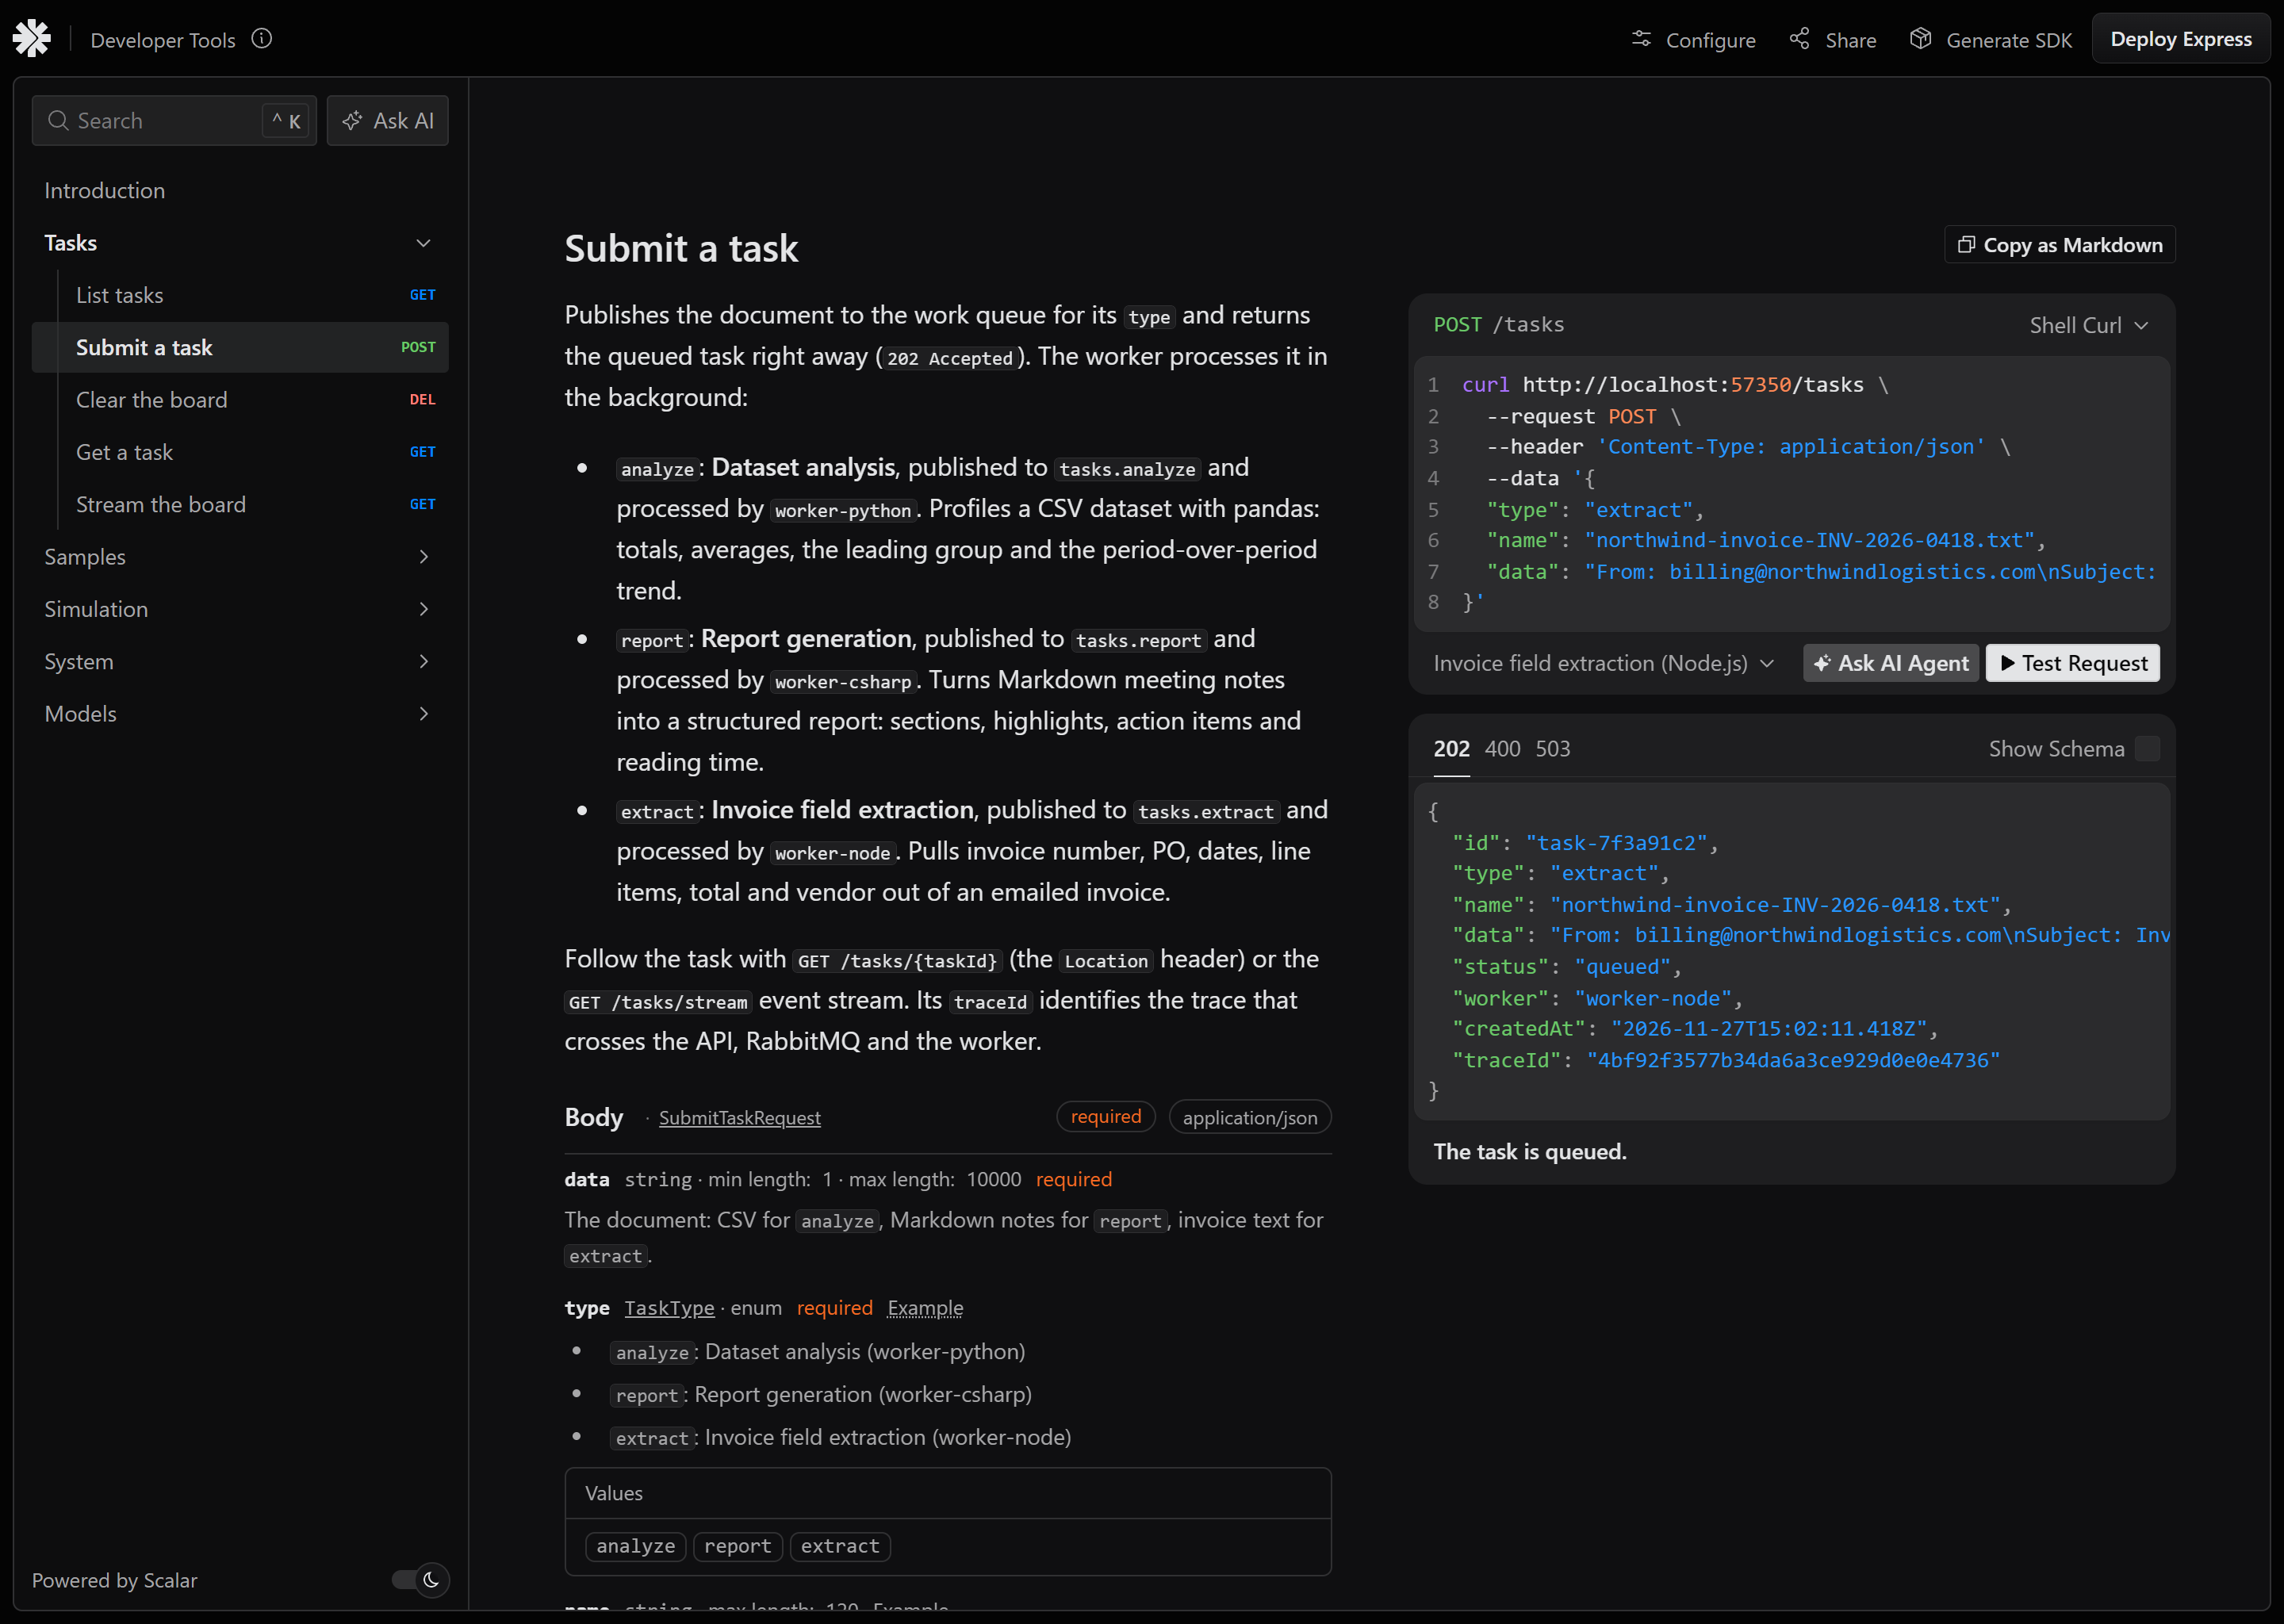 Developer Tools
Configure
Share
Generate SDK
Deploy Express
Search
^ K
Ask AI
Introduction
Tasks
List tasks GET
Submit a task POST
Clear the board DEL
Get a task GET
Stream the board GET
Samples
Simulation
System
Models
Powered by Scalar
Submit a task
Publishes the document to the work queue for its type and returns
the queued task right away (202 Accepted). The worker processes it in
the background:
• analyze: Dataset analysis, published to tasks.analyze and
processed by worker-python. Profiles a CSV dataset with pandas:
totals, averages, the leading group and the period-over-period
trend.
• report: Report generation, published to tasks.report and
processed by worker-csharp. Turns Markdown meeting notes
into a structured report: sections, highlights, action items and
reading time.
• extract: Invoice field extraction, published to tasks.extract and
processed by worker-node. Pulls invoice number, PO, dates, line
items, total and vendor out of an emailed invoice.
Follow the task with GET /tasks/{taskId} (the Location header) or the
GET /tasks/stream event stream. Its traceId identifies the trace that
crosses the API, RabbitMQ and the worker.
Body · SubmitTaskRequest required application/json
data string · min length: 1 · max length: 10000 required
The document: CSV for analyze, Markdown notes for report, invoice text for
extract.
type TaskType · enum required Example
• analyze: Dataset analysis (worker-python)
• report: Report generation (worker-csharp)
• extract: Invoice field extraction (worker-node)
Values
analyze report extract
name string · max length: 120 Example
Copy as Markdown
POST /tasks
Shell Curl
1 curl http://localhost:57350/tasks \
2 --request POST \
3 --header 'Content-Type: application/json' \
4 --data '{
5 "type": "extract",
6 "name": "northwind-invoice-INV-2026-0418.txt",
7 "data": "From: billing@northwindlogistics.com\nSubject:
8 }'
Invoice field extraction (Node.js)
Ask AI Agent
Test Request
202 400 503
Show Schema
{
"id": "task-7f3a91c2",
"type": "extract",
"name": "northwind-invoice-INV-2026-0418.txt",
"data": "From: billing@northwindlogistics.com\nSubject: Inv
"status": "queued",
"worker": "worker-node",
"createdAt": "2026-11-27T15:02:11.418Z",
"traceId": "4bf92f3577b34da6a3ce929d0e0e4736"
}
The task is queued.